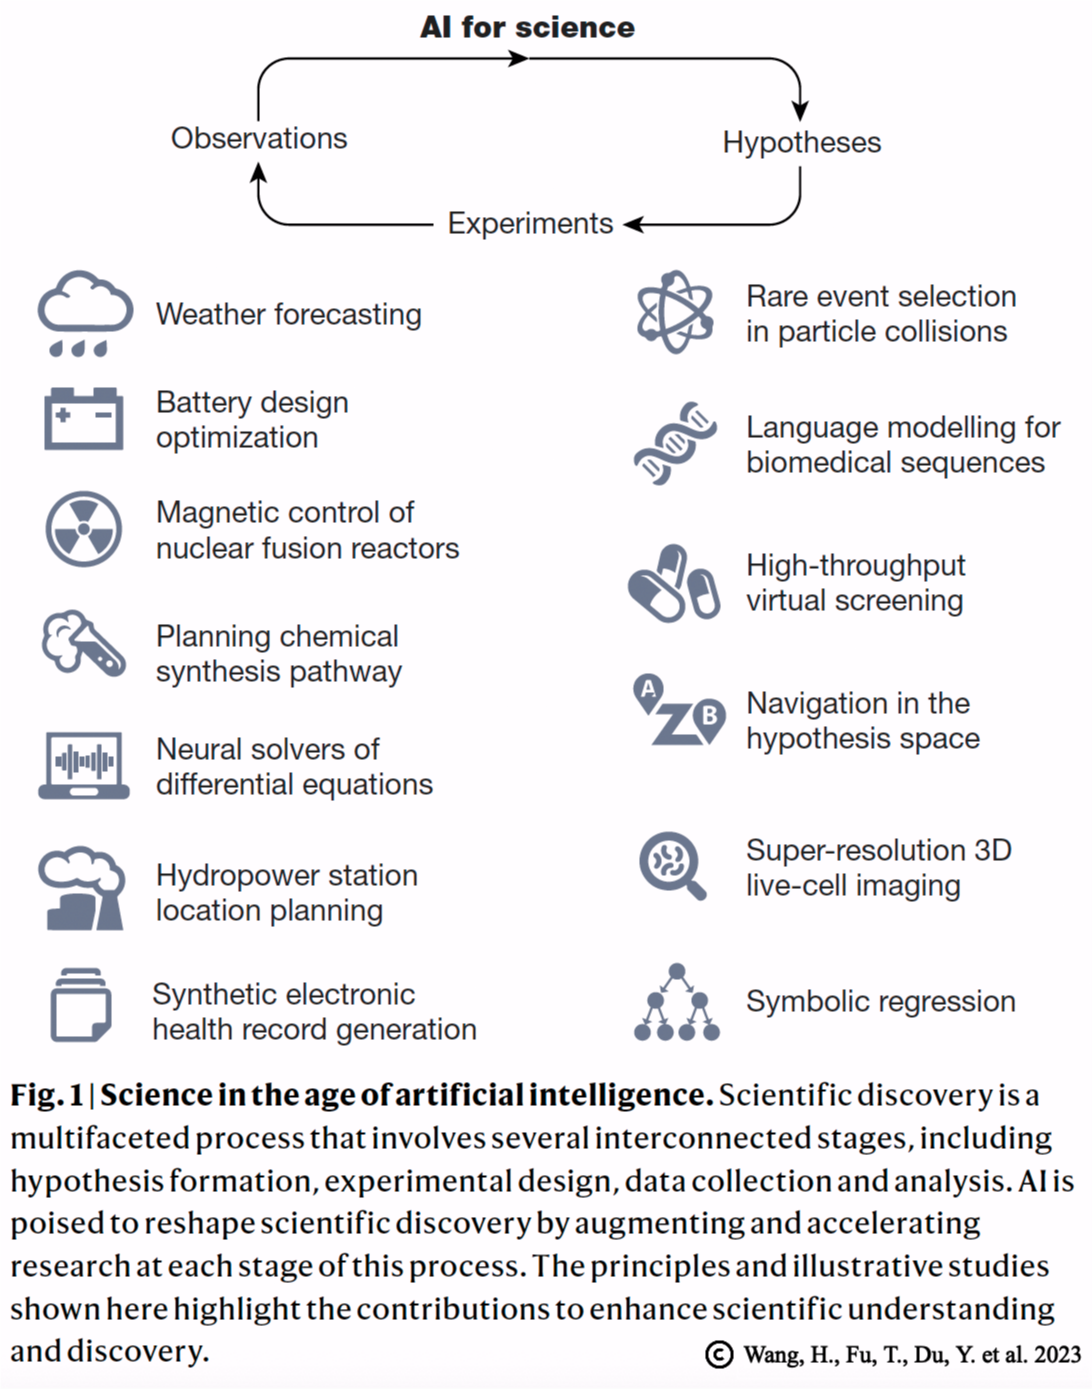 AI for science
Observations
Hypotheses
Experiments
Weather forecasting
Battery design
optimization
Magnetic control of
nuclear fusion reactors
Planning chemical
synthesis pathway
Neural solvers of
differential equations
Hydropower station
location planning
Synthetic electronic
health record generation
Rare event selection
in particle collisions
Language modelling for
biomedical sequences
High-throughput
virtual screening
A
B
Navigation in the
hypothesis space
Super-resolution 3D
live-cell imaging
Symbolic regression
Fig. 1 | Science in the age of artificial intelligence. Scientific discovery is a
multifaceted process that involves several interconnected stages, including
hypothesis formation, experimental design, data collection and analysis. AI is
poised to reshape scientific discovery by augmenting and accelerating
research at each stage of this process. The principles and illustrative studies
shown here highlight the contributions to enhance scientific understanding
and discovery.
© Wang, H., Fu, T., Du, Y. et al. 2023